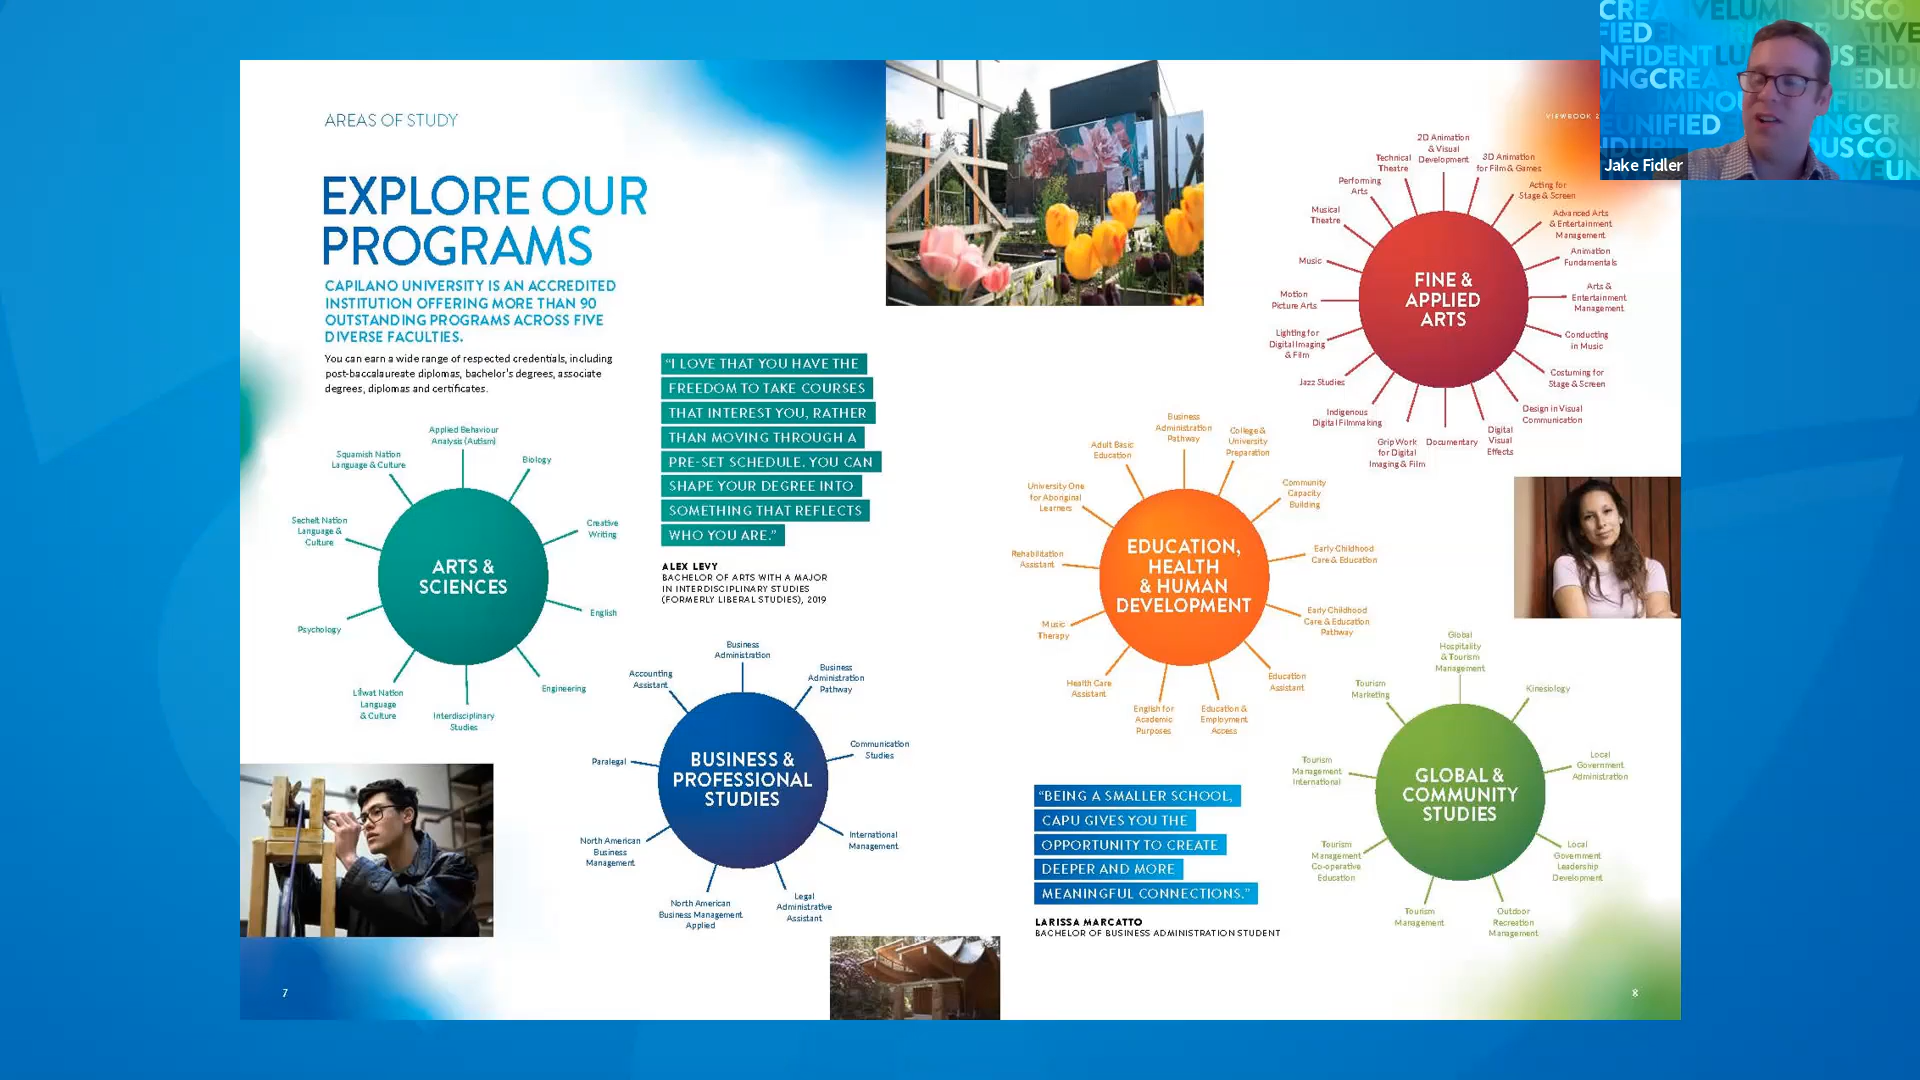 AREAS OF STUDY
EXPLORE OUR
PROGRAMS
CAPILANO UNIVERSITY IS AN ACCREDITED
INSTITUTION OFFERING MORE THAN 90
OUTSTANDING PROGRAMS ACROSS FIVE
DIVERSE FACULTIES.
You can earn a wide range of respected credentials, including
post-baccalaureate diplomas, bachelor's degrees, associate
degrees, diplomas and certificates.
"I LOVE THAT YOU HAVE THE
FREEDOM TO TAKE COURSES
THAT INTEREST YOU, RATHER
THAN MOVING THROUGH A
PRE-SET SCHEDULE. YOU CAN
SHAPE YOUR DEGREE INTO
SOMETHING THAT REFLECTS
WHO YOU ARE."
ALEX LEVY
BACHELOR OF ARTS WITH A MAJOR
IN INTERDISCIPLINARY STUDIES
(FORMERLY LIBERAL STUDIES), 2019
ARTS &
SCIENCES
Applied Behaviour
Analysis (Autism)
Biology
Creative
Writing
English
Engineering
Interdisciplinary
Studies
Lil̓wat Nation
Language
& Culture
Psychology
Sechelt Nation
Language &
Culture
Squamish Nation
Language & Culture
BUSINESS &
PROFESSIONAL
STUDIES
Business
Administration
Business
Administration
Pathway
Communication
Studies
International
Management
Legal
Administrative
Assistant
North American
Business Management
Applied
North American
Business
Management
Paralegal
Accounting
Assistant
EDUCATION,
HEALTH
& HUMAN
DEVELOPMENT
Business
Administration
Pathway
College &
University
Preparation
Community
Capacity
Building
Early Childhood
Care & Education
Early Childhood
Care & Education
Pathway
Education
Assistant
Education &
Employment
Access
English for
Academic
Purposes
Health Care
Assistant
Music
Therapy
Rehabilitation
Assistant
University One
for Aboriginal
Learners
Adult Basic
Education
"BEING A SMALLER SCHOOL,
CAPU GIVES YOU THE
OPPORTUNITY TO CREATE
DEEPER AND MORE
MEANINGFUL CONNECTIONS."
LARISSA MARCATTO
BACHELOR OF BUSINESS ADMINISTRATION STUDENT
VIEWBOOK
FINE &
APPLIED
ARTS
2D Animation
& Visual
Development
3D Animation
for Film & Games
Acting for
Stage & Screen
Advanced Arts
& Entertainment
Management
Animation
Fundamentals
Arts &
Entertainment
Management
Conducting
in Music
Costuming for
Stage & Screen
Design in Visual
Communication
Digital
Visual
Effects
Documentary
Grip Work
for Digital
Imaging & Film
Indigenous
Digital Filmmaking
Jazz Studies
Lighting for
Digital Imaging
& Film
Motion
Picture Arts
Music
Musical
Theatre
Performing
Arts
Technical
Theatre
GLOBAL &
COMMUNITY
STUDIES
Global
Hospitality
& Tourism
Management
Kinesiology
Local
Government
Administration
Local
Government
Leadership
Development
Outdoor
Recreation
Management
Tourism
Management
Tourism
Management
Co-operative
Education
Tourism
Management
International
Tourism
Marketing
7
8
Jake Fidler